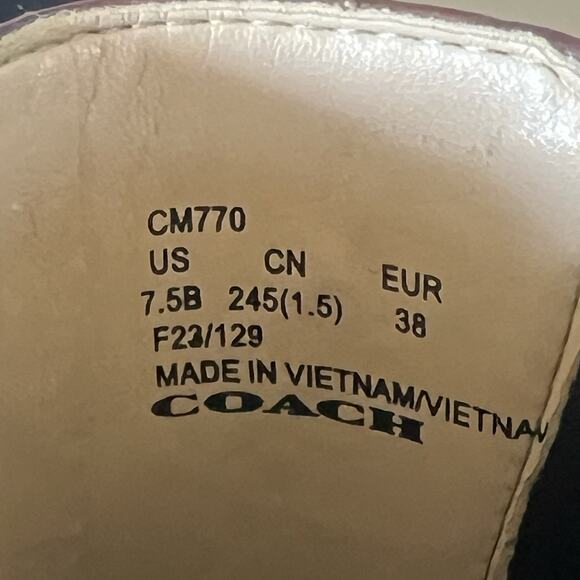 CM770
US CN EUR
7.5B 245(1.5) 38
F23/129
MADE IN VIETNAM/VIETNAM
COACH